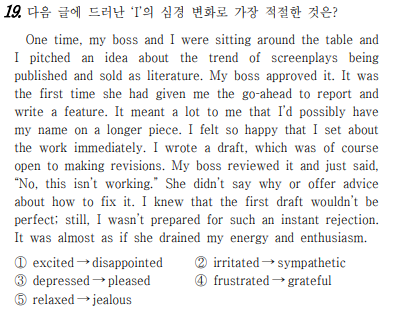 19. 다음 글에 드러난 'I'의 심경 변화로 가장 적절한 것은?
One time, my boss and I were sitting around the table and
I pitched an idea about the trend of screenplays being
published and sold as literature. My boss approved it. It was
the first time she had given me the go-ahead to report and
write a feature. It meant a lot to me that I'd possibly have
my name on a longer piece. I felt so happy that I set about
the work immediately. I wrote a draft, which was of course
open to making revisions. My boss reviewed it and just said,
"No, this isn't working." She didn't say why or offer advice
about how to fix it. I knew that the first draft wouldn't be
perfect; still, I wasn't prepared for such an instant rejection.
It was almost as if she drained my energy and enthusiasm.
① excited → disappointed ② irritated → sympathetic
③ depressed → pleased ④ frustrated → grateful
⑤ relaxed → jealous